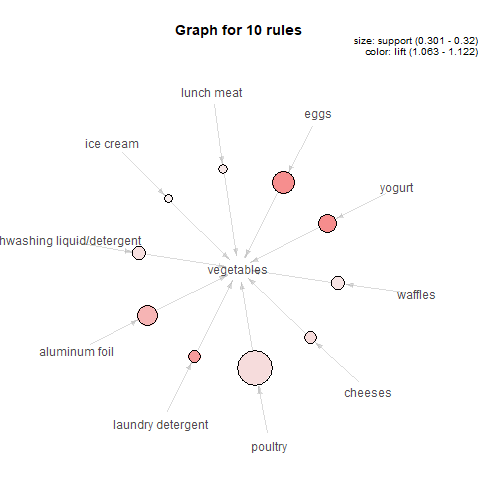 Graph for 10 rules
size: support (0.301 - 0.32)
color: lift (1.063 - 1.122)
lunch meat
eggs
ice cream
yogurt
hwashing liquid/detergent
vegetables
waffles
aluminum foil
cheeses
laundry detergent
poultry